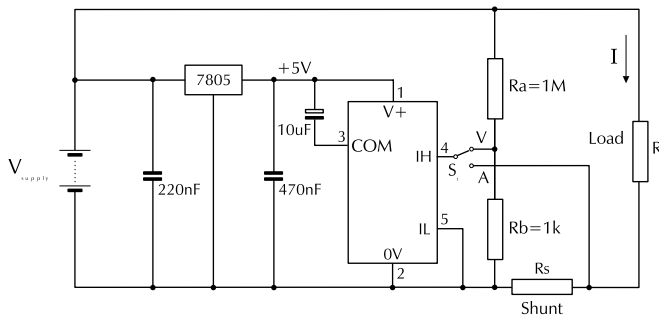 I
7805
+5V
1
V+
Ra=1M
10uF
3
COM
Load
R
IH
4
V
S
A
V
supply
220nF
470nF
5
IL
Rb=1k
0V
2
Rs
Shunt